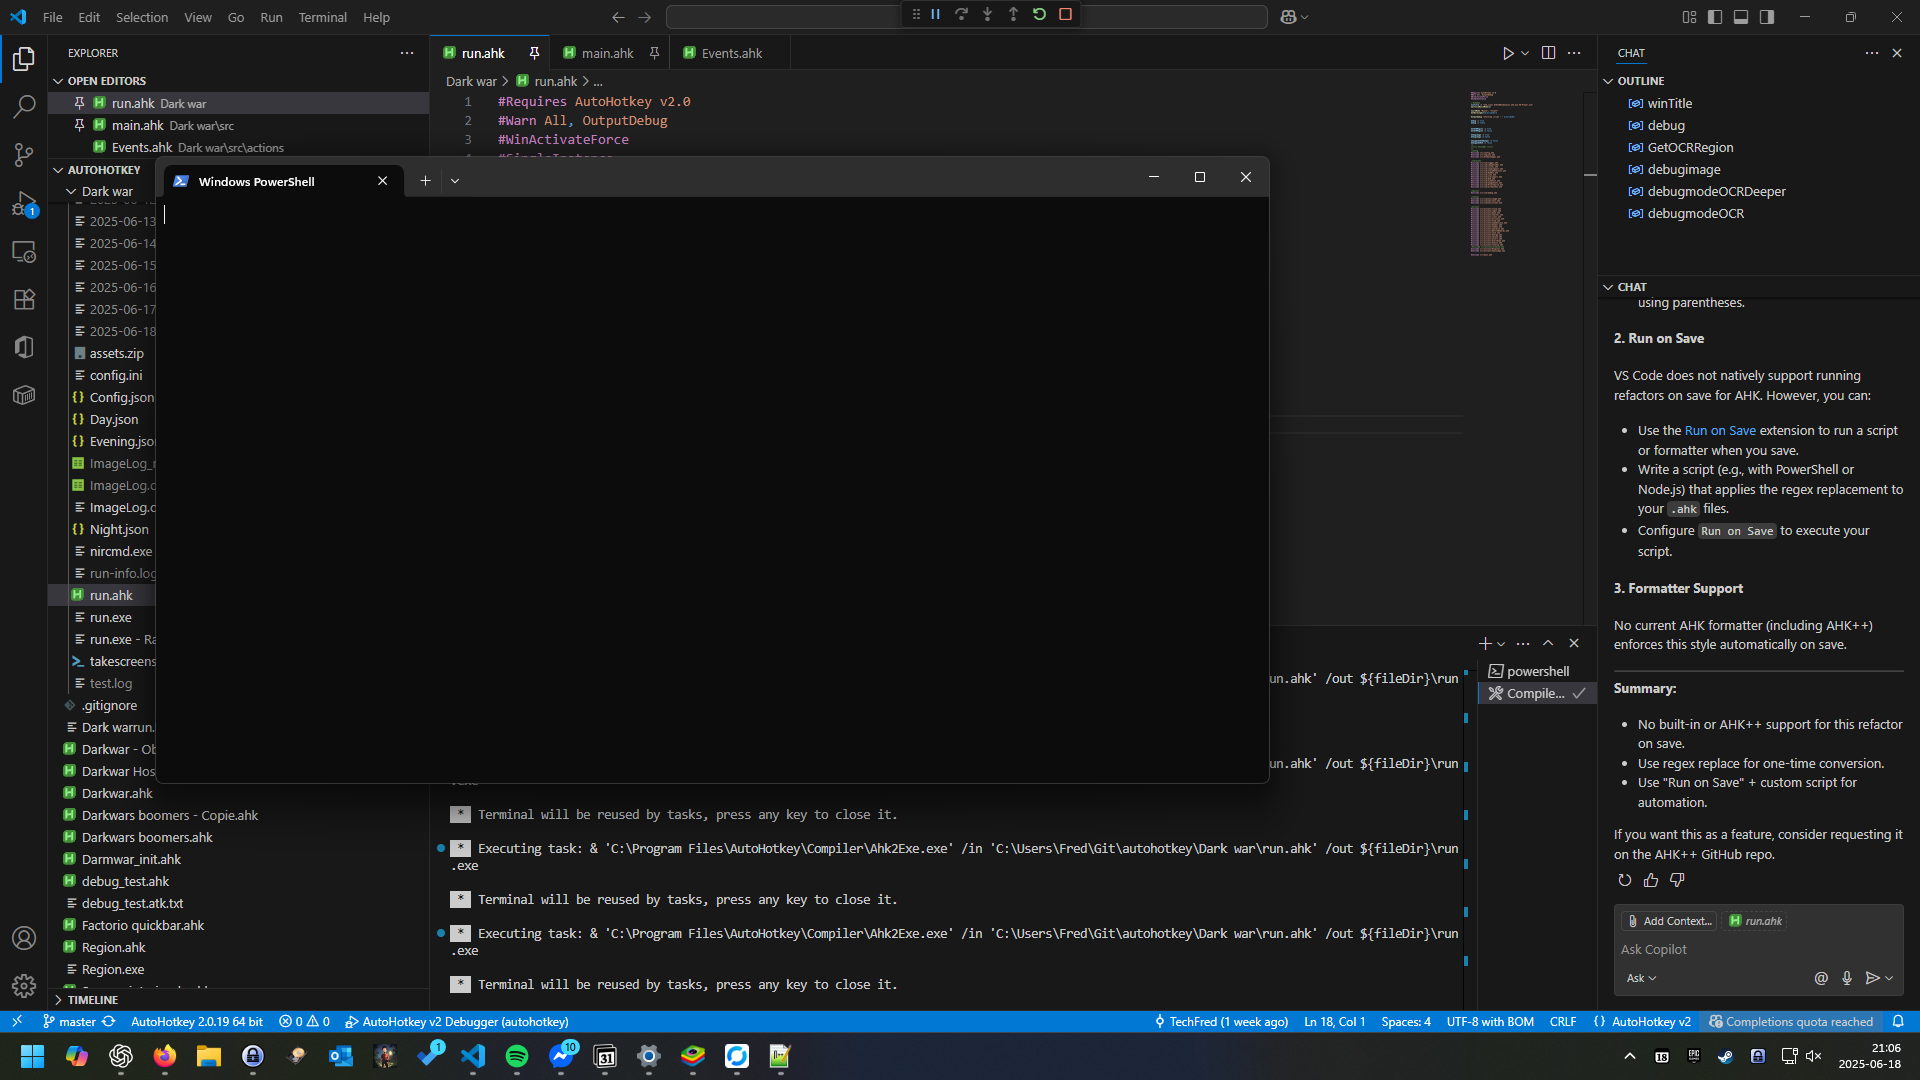 File Edit Selection View Go Run Terminal Help
EXPLORER
OPEN EDITORS
run.ahk Dark war
main.ahk Dark war\src
Events.ahk Dark war\src\actions
AUTOHOTKEY
Dark war
2025-06-13
2025-06-14
2025-06-15
2025-06-16
2025-06-17
2025-06-18
assets.zip
config.ini
Config.json
Day.json
Evening.jso
ImageLog_r
ImageLog.c
ImageLog.c
Night.json
nircmd.exe
run-info.log
run.ahk
run.exe
run.exe - Ra
takescreens
test.log
.gitignore
Dark warrun.
Darkwar - Ob
Darkwar Hos
Darkwar.ahk
Darkwars boomers - Copie.ahk
Darkwars boomers.ahk
Darmwar_init.ahk
debug_test.ahk
debug_test.atk.txt
Factorio quickbar.ahk
Region.ahk
Region.exe
TIMELINE
run.ahk main.ahk Events.ahk
Dark war > run.ahk > ...
1 #Requires AutoHotkey v2.0
2 #Warn All, OutputDebug
3 #WinActivateForce
Windows PowerShell
un.ahk' /out ${fileDir}\run
un.ahk' /out ${fileDir}\run
.exe
* Terminal will be reused by tasks, press any key to close it.
* Executing task: & 'C:\Program Files\AutoHotkey\Compiler\Ahk2Exe.exe' /in 'C:\Users\Fred\Git\autohotkey\Dark war\run.ahk' /out ${fileDir}\run
.exe
* Terminal will be reused by tasks, press any key to close it.
* Executing task: & 'C:\Program Files\AutoHotkey\Compiler\Ahk2Exe.exe' /in 'C:\Users\Fred\Git\autohotkey\Dark war\run.ahk' /out ${fileDir}\run
.exe
* Terminal will be reused by tasks, press any key to close it.
powershell
Compile...
CHAT
OUTLINE
winTitle
debug
GetOCRRegion
debugimage
debugmodeOCRDeeper
debugmodeOCR
CHAT
using parentheses.
2. Run on Save
VS Code does not natively support running
refactors on save for AHK. However, you can:
• Use the Run on Save extension to run a script
or formatter when you save.
• Write a script (e.g., with PowerShell or
Node.js) that applies the regex replacement to
your .ahk files.
• Configure Run on Save to execute your
script.
3. Formatter Support
No current AHK formatter (including AHK++)
enforces this style automatically on save.
Summary:
• No built-in or AHK++ support for this refactor
on save.
• Use regex replace for one-time conversion.
• Use "Run on Save" + custom script for
automation.
If you want this as a feature, consider requesting it
on the AHK++ GitHub repo.
Add Context... run.ahk
Ask Copilot
Ask
master AutoHotkey 2.0.19 64 bit 0 0 AutoHotkey v2 Debugger (autohotkey) TechFred (1 week ago) Ln 18, Col 1 Spaces: 4 UTF-8 with BOM CRLF {} AutoHotkey v2 Completions quota reached
1
1
10
31
18
EPIC
21:06
2025-06-18